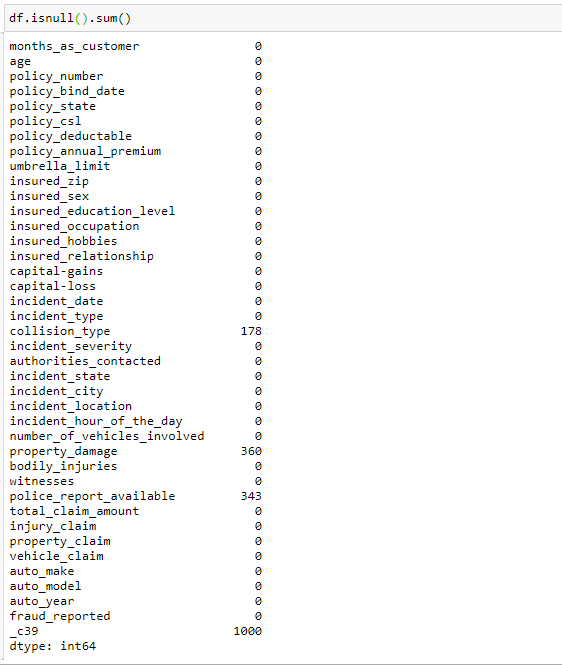 df.isnull().sum()
months_as_customer 0
age 0
policy_number 0
policy_bind_date 0
policy_state 0
policy_csl 0
policy_deductable 0
policy_annual_premium 0
umbrella_limit 0
insured_zip 0
insured_sex 0
insured_education_level 0
insured_occupation 0
insured_hobbies 0
insured_relationship 0
capital-gains 0
capital-loss 0
incident_date 0
incident_type 0
collision_type 178
incident_severity 0
authorities_contacted 0
incident_state 0
incident_city 0
incident_location 0
incident_hour_of_the_day 0
number_of_vehicles_involved 0
property_damage 360
bodily_injuries 0
witnesses 0
police_report_available 343
total_claim_amount 0
injury_claim 0
property_claim 0
vehicle_claim 0
auto_make 0
auto_model 0
auto_year 0
fraud_reported 0
_c39 1000
dtype: int64